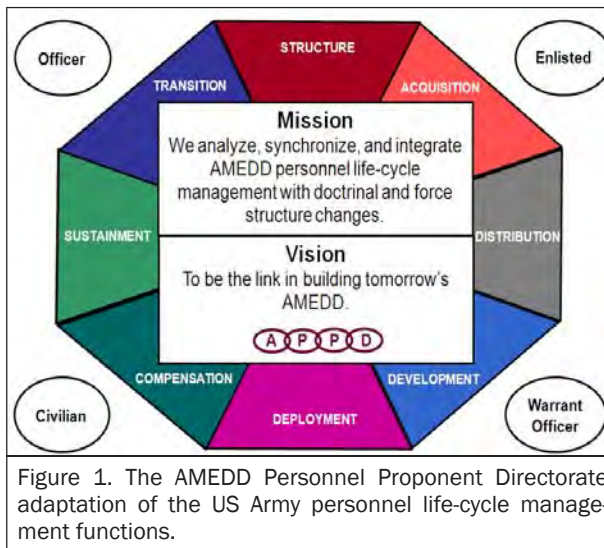 Officer
Enlisted
STRUCTURE
TRANSITION
ACQUISITION
Mission
We analyze, synchronize, and integrate
AMEDD personnel life-cycle
management with doctrinal and force
structure changes.
SUSTAINMENT
DISTRIBUTION
Vision
To be the link in building tomorrow's
AMEDD.
A P P D
COMPENSATION
DEVELOPMENT
DEPLOYMENT
Civilian
Warrant
Officer
Figure 1. The AMEDD Personnel Proponent Directorate
adaptation of the US Army personnel life-cycle manage-
ment functions.